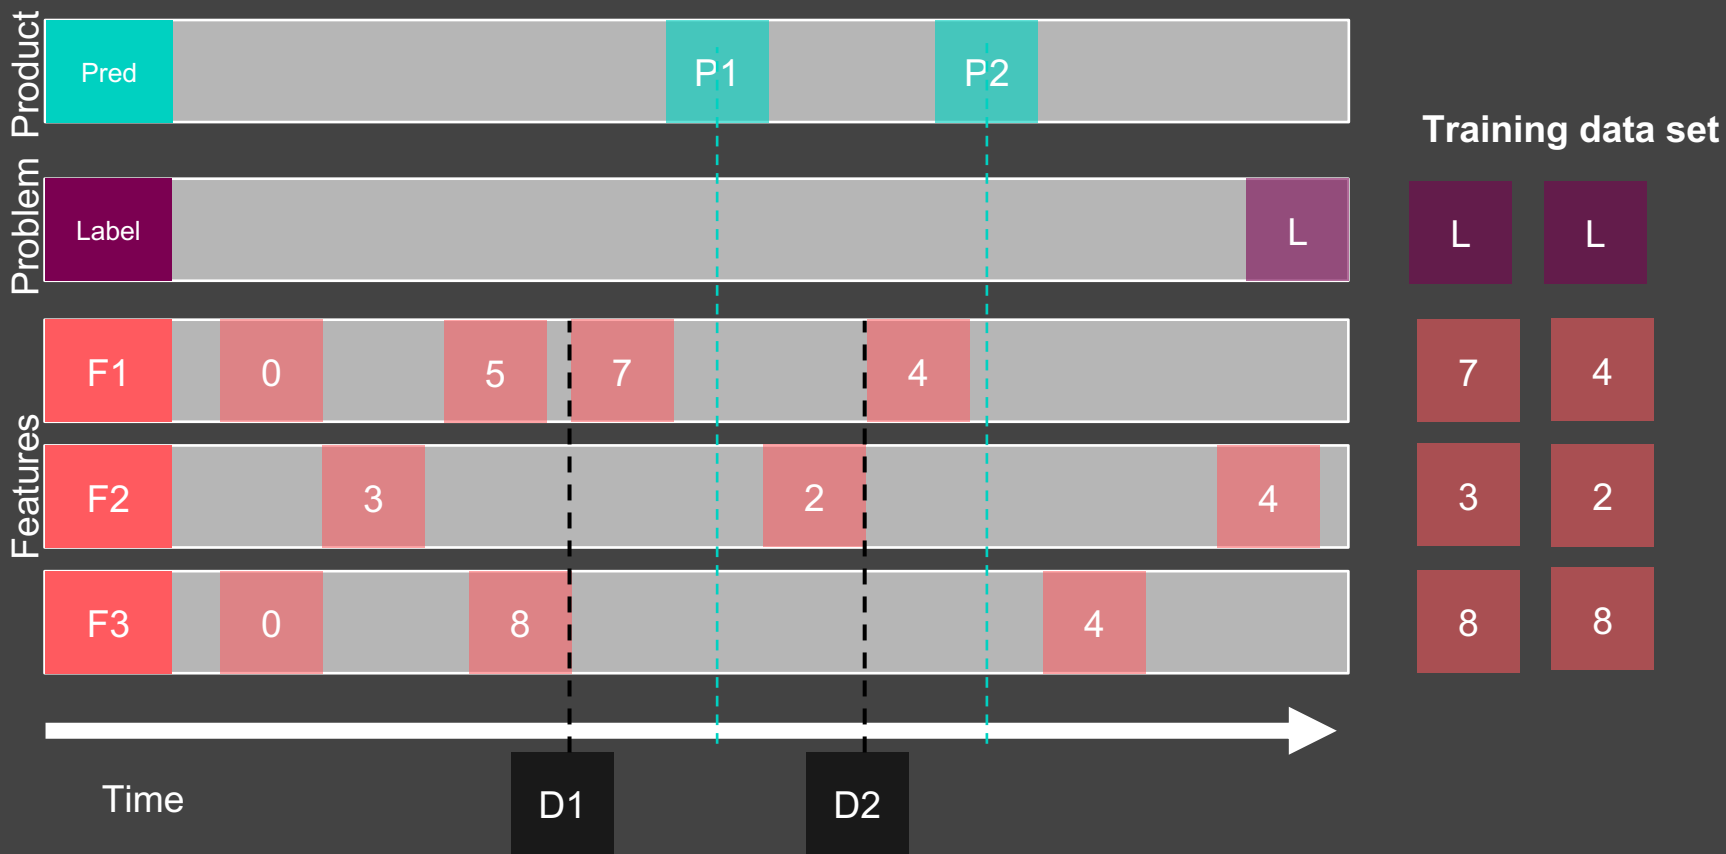 Product
Pred
P1
P2
Training data set
Problem
Label
L
L
L
Features
F1
0
5
7
4
7
4
F2
3
2
4
3
2
F3
0
8
4
8
8
Time
D1
D2